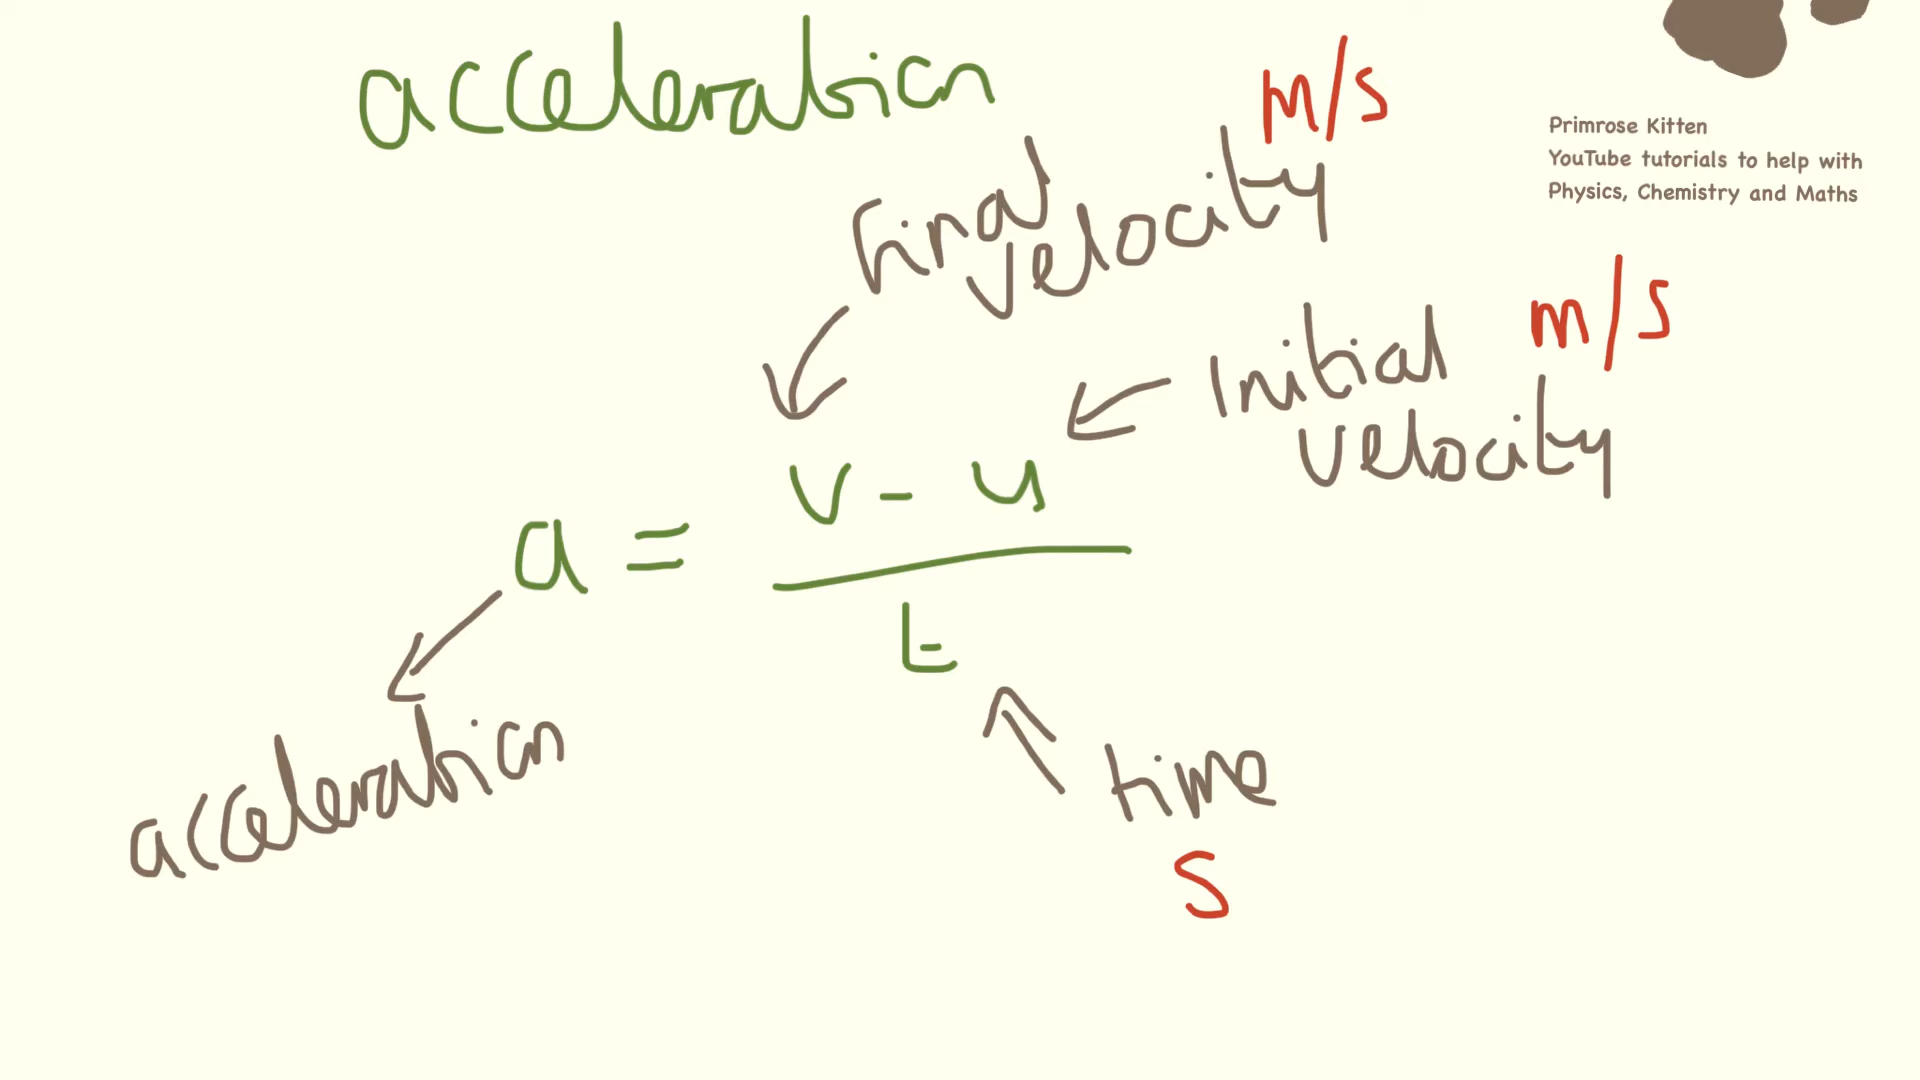 acceleration
m/s
Primrose Kitten
YouTube tutorials to help with
Physics, Chemistry and Maths
final
velocity
m/s
Initial
velocity
a = v - u
t
acceleration
time
s